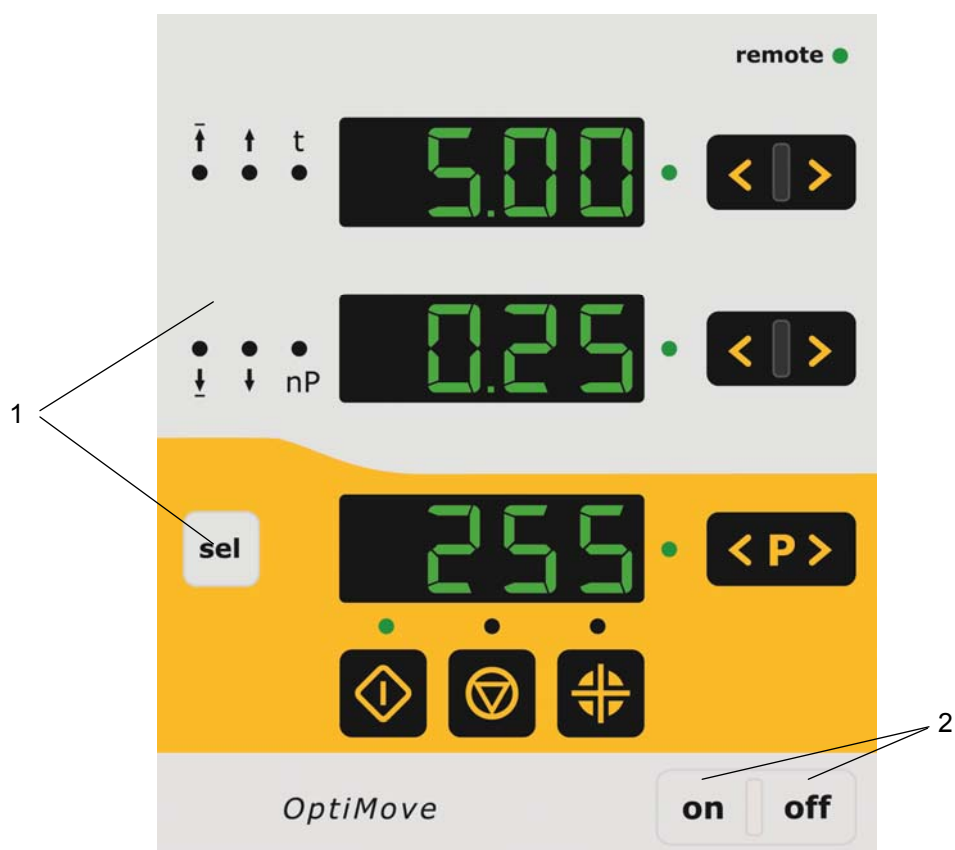 remote
t
5.00
0.25
nP
1
sel
255
< P >
2
OptiMove
on off